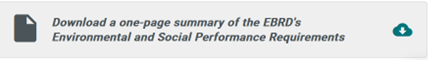 Download a one-page summary of the EBRD's
Environmental and Social Performance Requirements